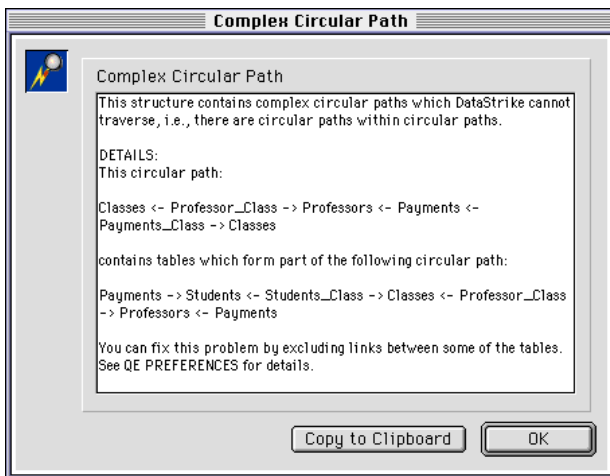 Complex Circular Path
Complex Circular Path
This structure contains complex circular paths which DataStrike cannot
traverse, i.e., there are circular paths within circular paths.
DETAILS:
This circular path:
Classes <- Professor_Class -> Professors <- Payments <-
Payments_Class -> Classes
contains tables which form part of the following circular path:
Payments -> Students <- Students_Class -> Classes <- Professor_Class
-> Professors <- Payments
You can fix this problem by excluding links between some of the tables.
See QE PREFERENCES for details.
Copy to Clipboard
OK